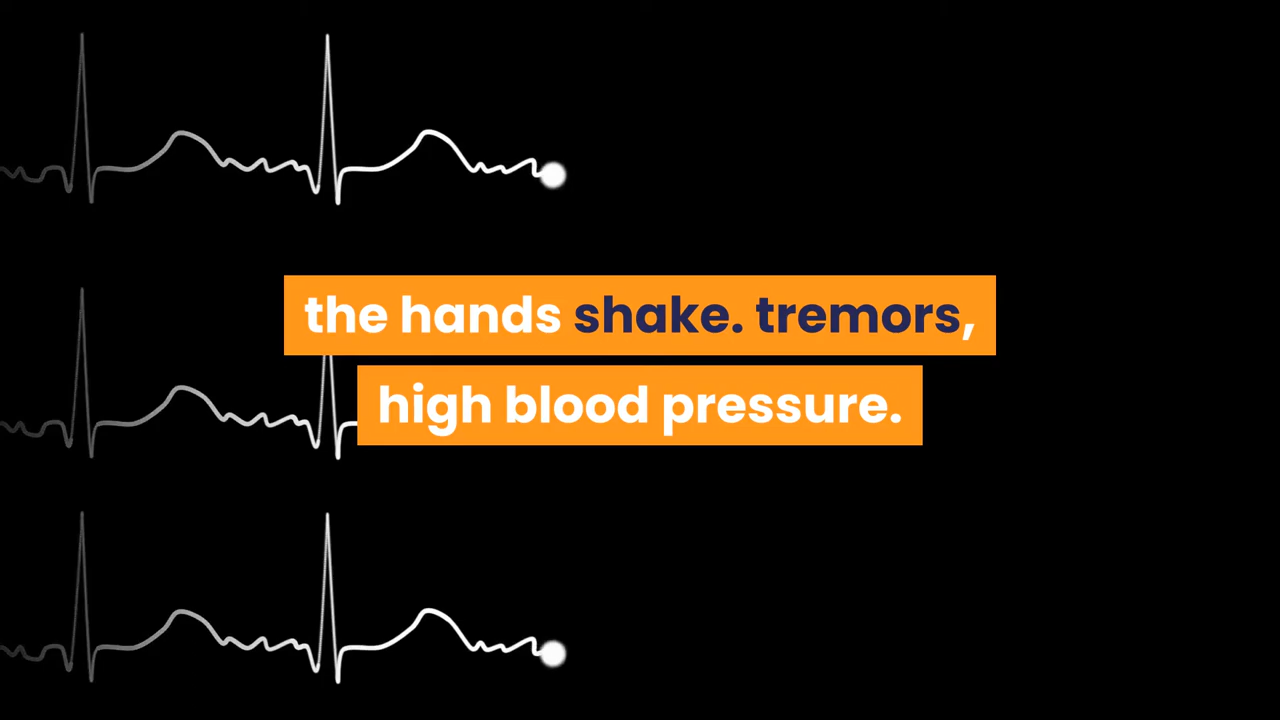 the hands shake. tremors,
high blood pressure.